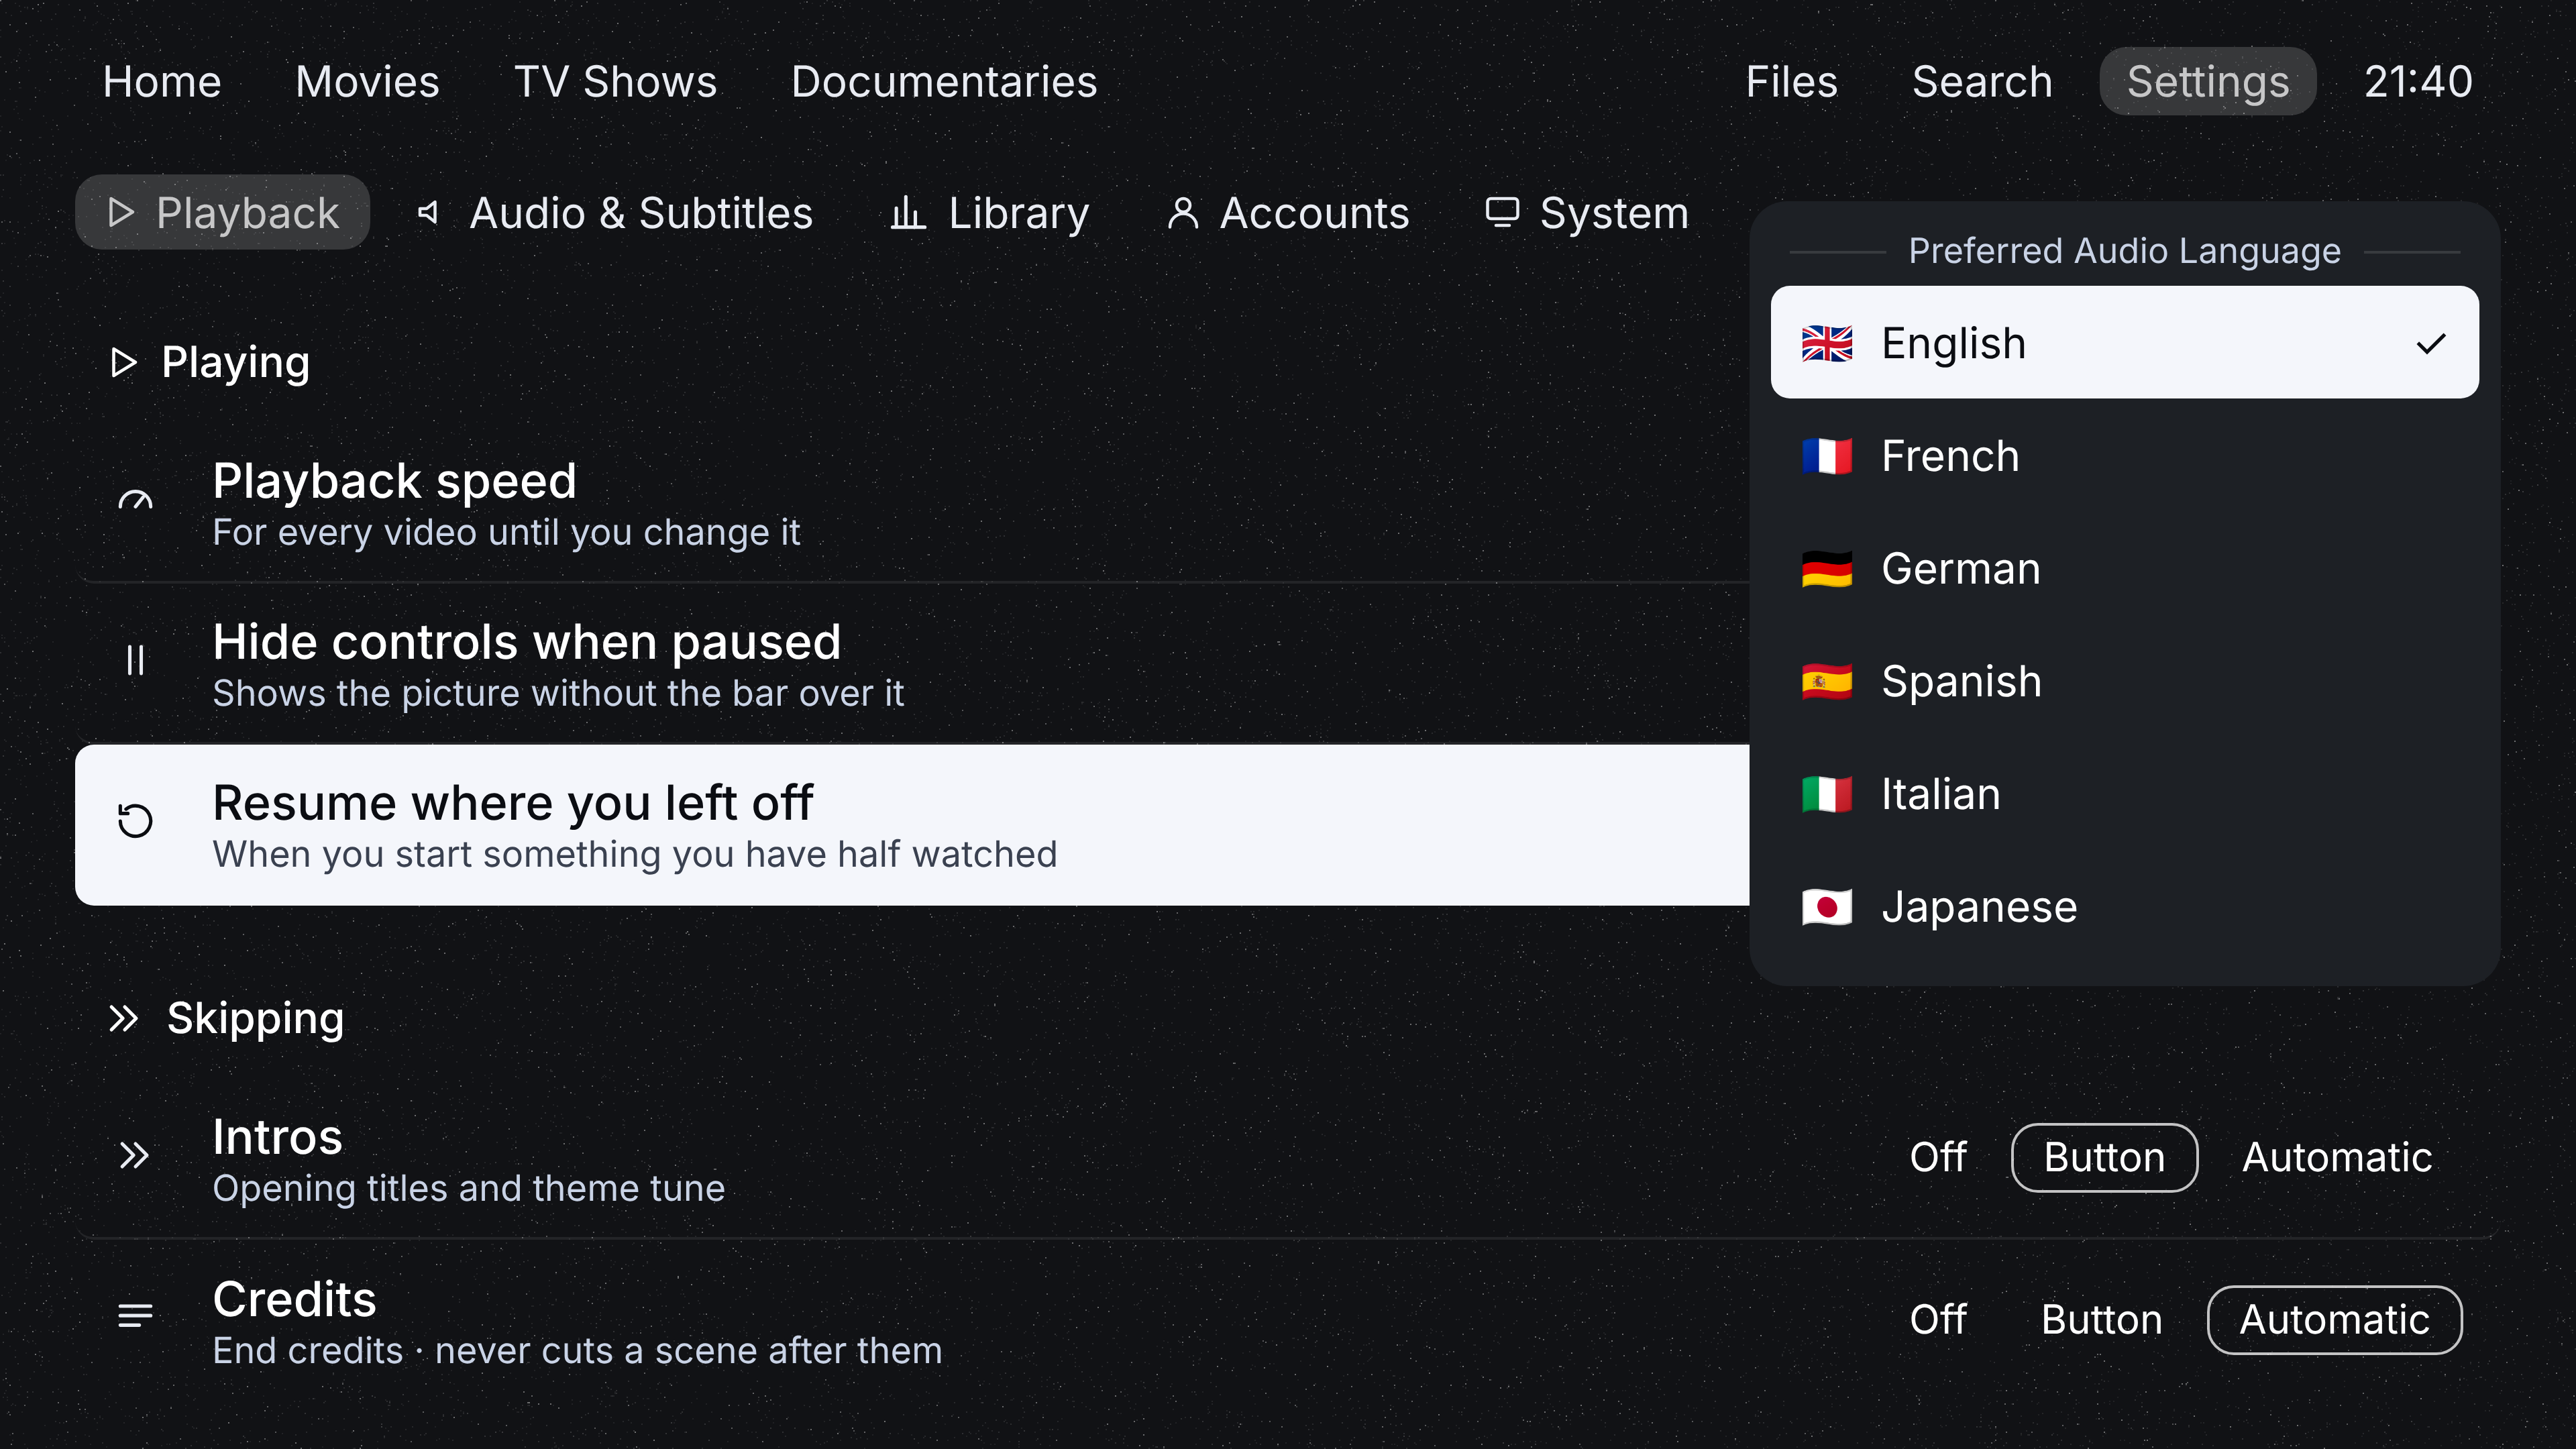 Home Movies TV Shows Documentaries Files Search Settings 21:40
Playback Audio & Subtitles Library Accounts System
Preferred Audio Language
English
French
German
Spanish
Italian
Japanese
Playing
Playback speed
For every video until you change it
Hide controls when paused
Shows the picture without the bar over it
Resume where you left off
When you start something you have half watched
Skipping
Intros
Opening titles and theme tune
Off Button Automatic
Credits
End credits · never cuts a scene after them
Off Button Automatic